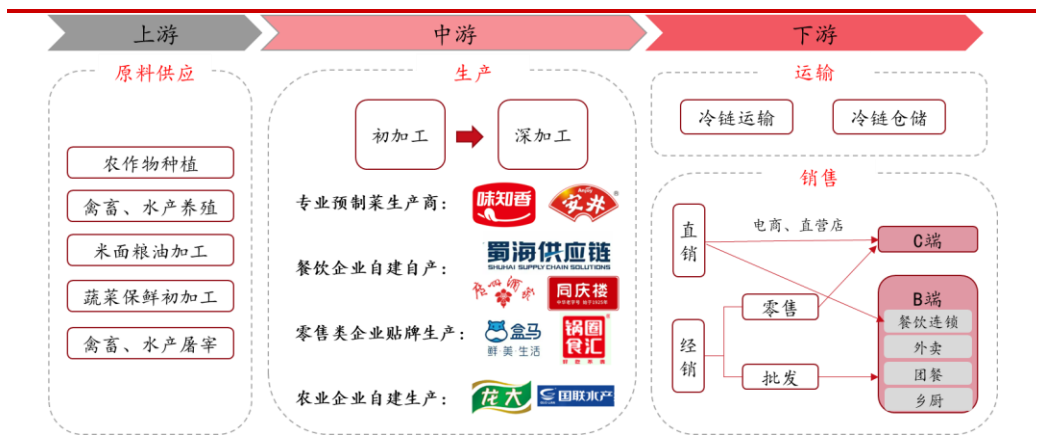 上游
中游
下游
原料供应
农作物种植
禽畜、水产养殖
米面粮油加工
蔬菜保鲜初加工
禽畜、水产屠宰
生产
初加工
深加工
专业预制菜生产商：
味知香
Anjoy
安井
餐饮企业自建自产：
蜀海供应链
SHUHAI SUPPLY CHAIN SOLUTIONS
广州酒家
同庆楼
零售类企业贴牌生产：
盒马
鲜·美·生活
锅圈
食汇
农业企业自建生产：
龙大
国联水产
运输
冷链运输
冷链仓储
销售
直销
电商、直营店
C端
经销
零售
批发
B端
餐饮连锁
外卖
团餐
乡厨